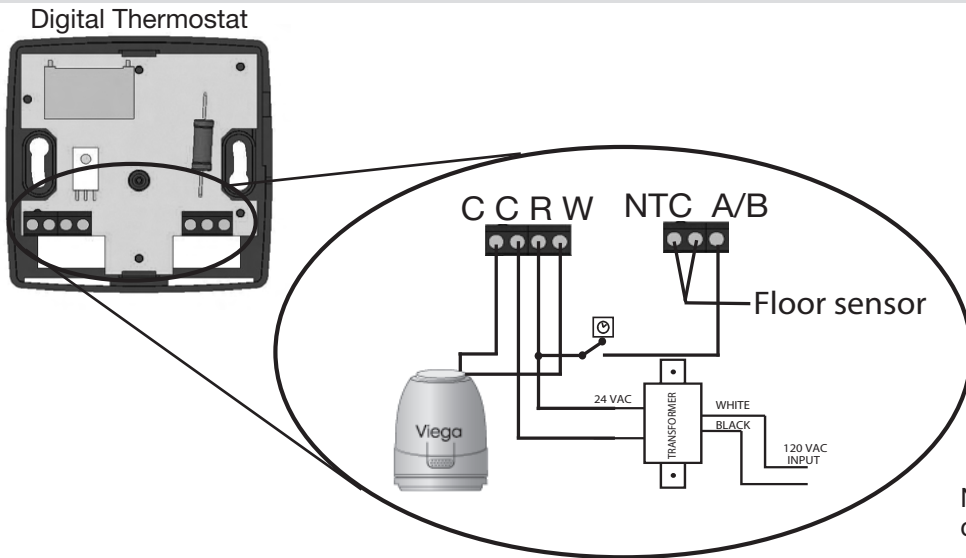 Digital Thermostat
C C R W
NTC A/B
Floor sensor
24 VAC
TRANSFORMER
WHITE
BLACK
120 VAC
INPUT
Viega